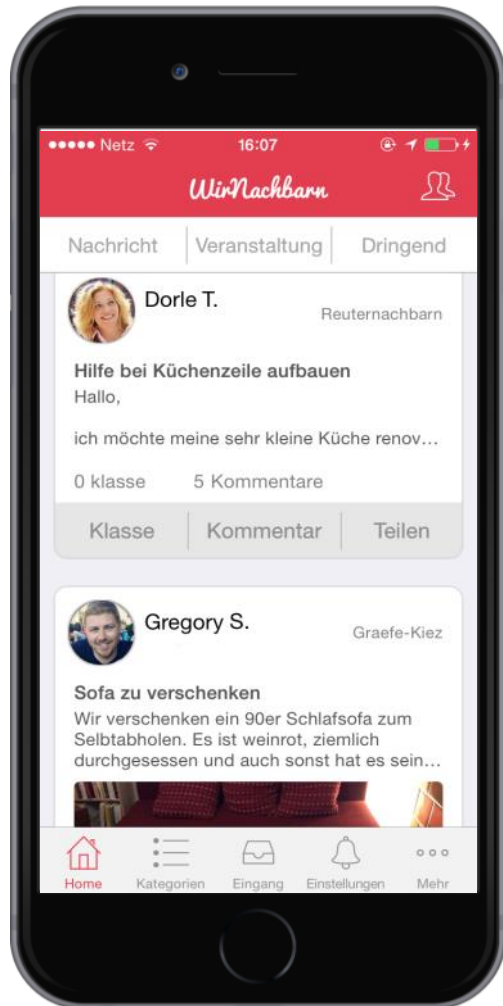 Netz 16:07
WirNachbarn
Nachricht Veranstaltung Dringend
Dorle T.
Reuternachbarn
Hilfe bei Küchenzeile aufbauen
Hallo,
ich möchte meine sehr kleine Küche renov...
0 klasse 5 Kommentare
Klasse Kommentar Teilen
Gregory S.
Graefe-Kiez
Sofa zu verschenken
Wir verschenken ein 90er Schlafsofa zum
Selbtabholen. Es ist weinrot, ziemlich
durchgesessen und auch sonst hat es sein...
Home Kategorien Eingang Einstellungen Mehr